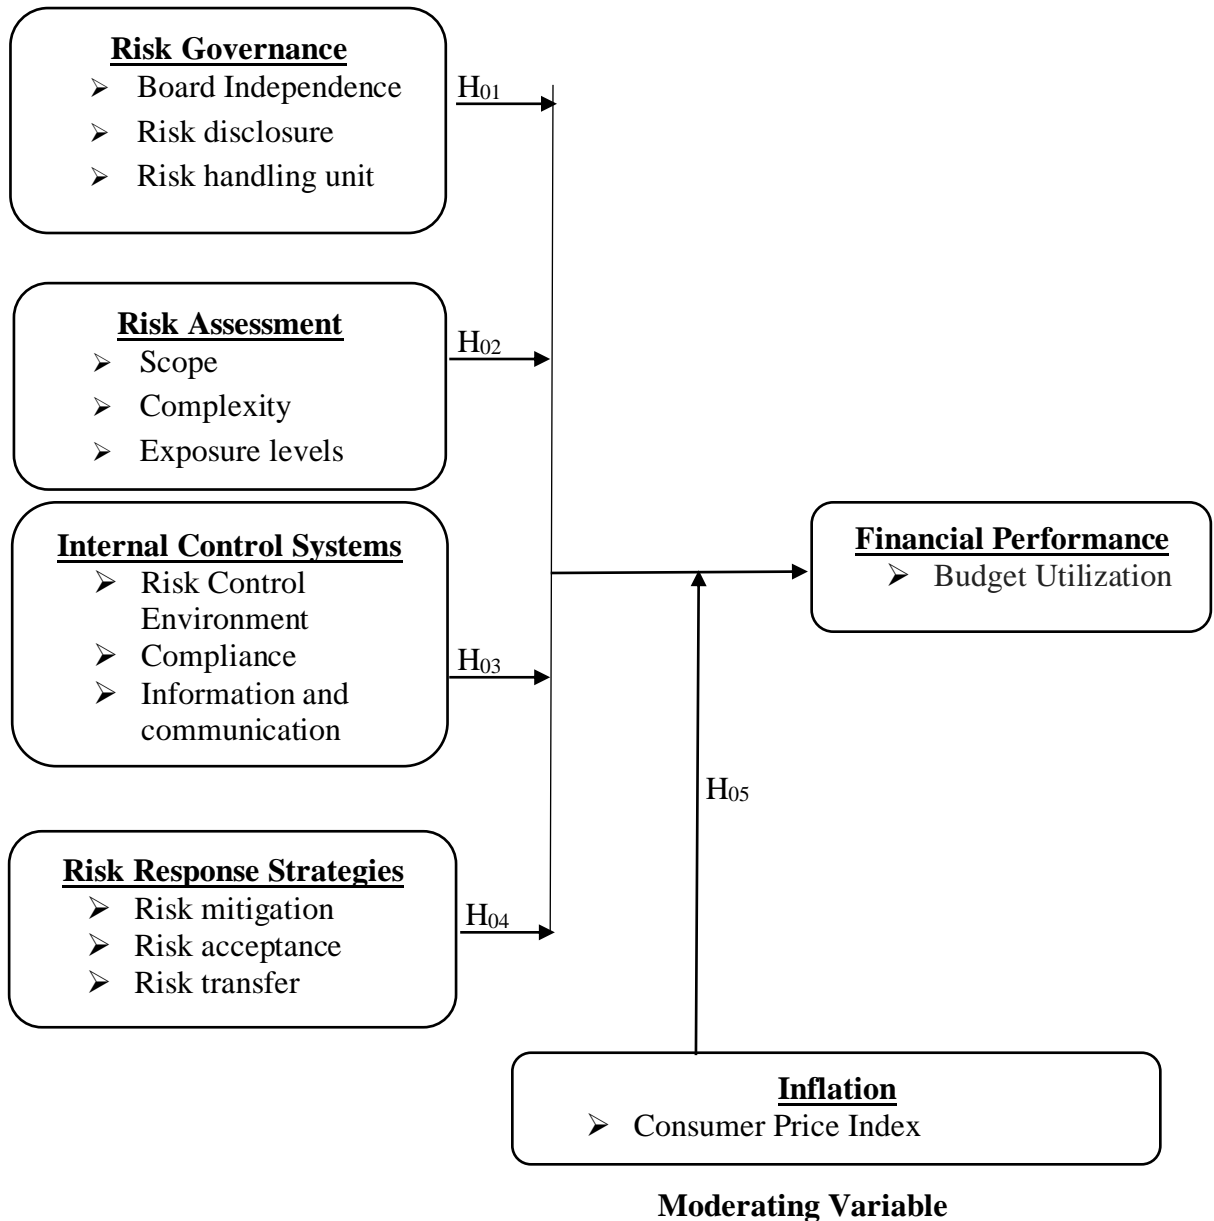 Risk Governance
➢ Board Independence
➢ Risk disclosure
➢ Risk handling unit
H01
Risk Assessment
➢ Scope
➢ Complexity
➢ Exposure levels
H02
Internal Control Systems
➢ Risk Control
Environment
➢ Compliance
➢ Information and
communication
H03
Financial Performance
➢ Budget Utilization
H05
Risk Response Strategies
➢ Risk mitigation
➢ Risk acceptance
➢ Risk transfer
H04
Inflation
➢ Consumer Price Index
Moderating Variable